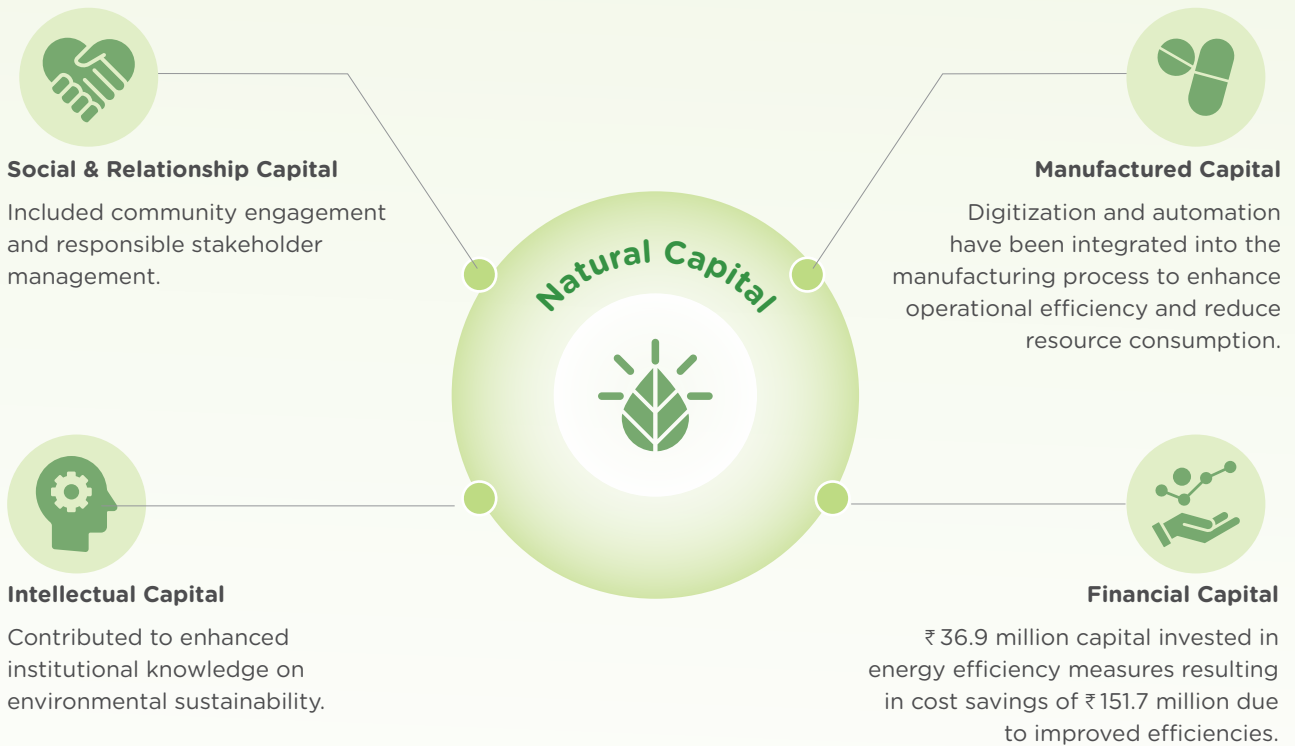 Social & Relationship Capital
Included community engagement
and responsible stakeholder
management.
Manufactured Capital
Digitization and automation
have been integrated into the
manufacturing process to enhance
operational efficiency and reduce
resource consumption.
Natural Capital
Intellectual Capital
Contributed to enhanced
institutional knowledge on
environmental sustainability.
Financial Capital
₹ 36.9 million capital invested in
energy efficiency measures resulting
in cost savings of ₹ 151.7 million due
to improved efficiencies.